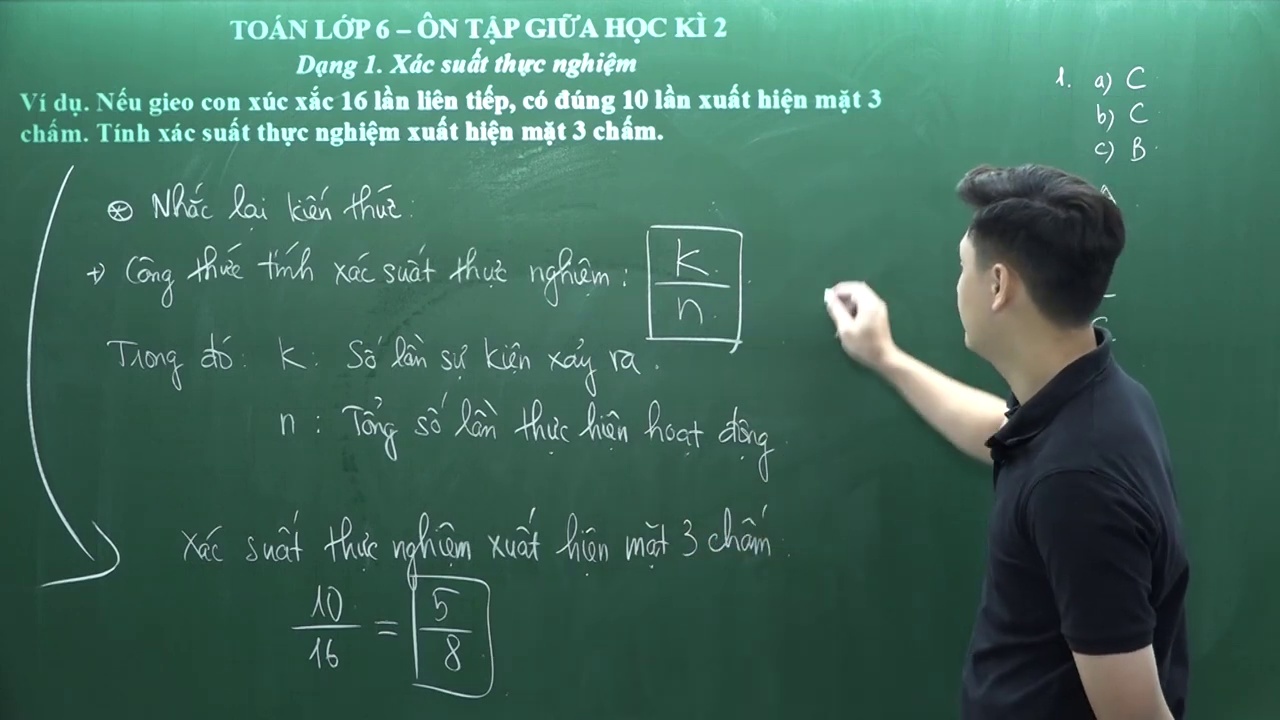 TOÁN LỚP 6 – ÔN TẬP GIỮA HỌC KÌ 2
Dạng 1. Xác suất thực nghiệm
Ví dụ. Nếu gieo con xúc xắc 16 lần liên tiếp, có đúng 10 lần xuất hiện mặt 3
chấm. Tính xác suất thực nghiệm xuất hiện mặt 3 chấm.
⊛ Nhắc lại kiến thức:
+) Công thức tính xác suất thực nghiệm: k/n
Trong đó: k: Số lần sự kiện xảy ra.
n: Tổng số lần thực hiện hoạt động.
Xác suất thực nghiệm xuất hiện mặt 3 chấm:
10/16 = 5/8
1. a) C
b) C
c) B